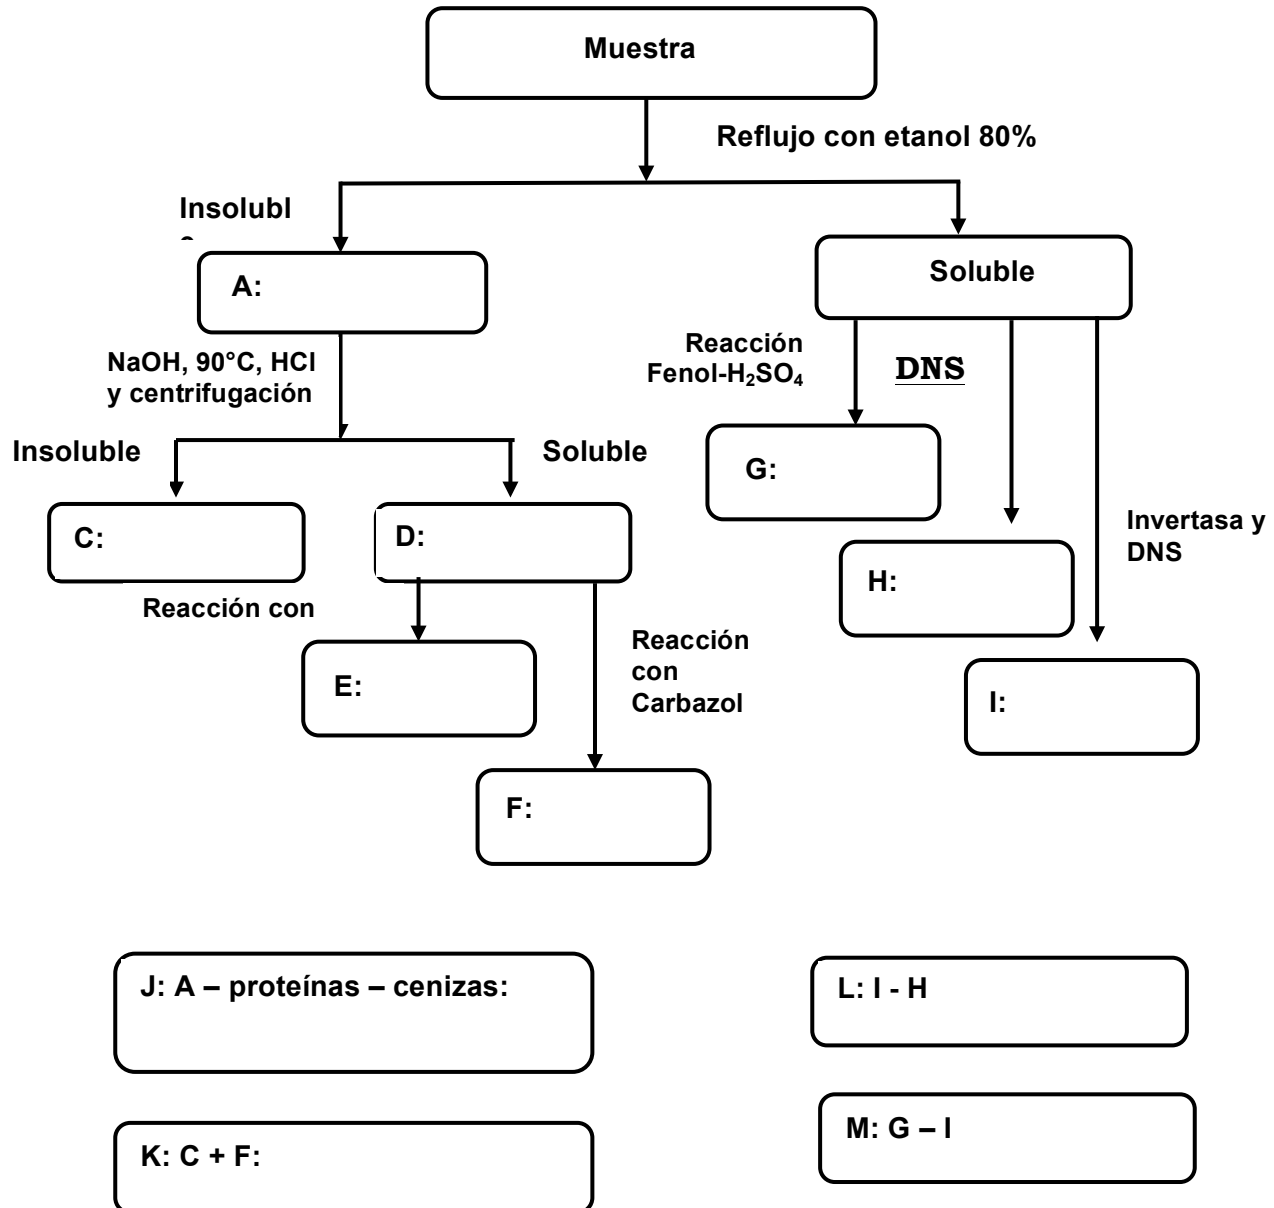 Muestra
Reflujo con etanol 80%
Insolubl
A:
Soluble
NaOH, 90°C, HCl
y centrifugación
Reacción
Fenol-H₂SO₄
DNS
Insoluble
Soluble
G:
C:
D:
Invertasa y
DNS
H:
Reacción con
E:
Reacción
con
Carbazol
I:
F:
J: A – proteínas – cenizas:
L: I - H
K: C + F:
M: G – I